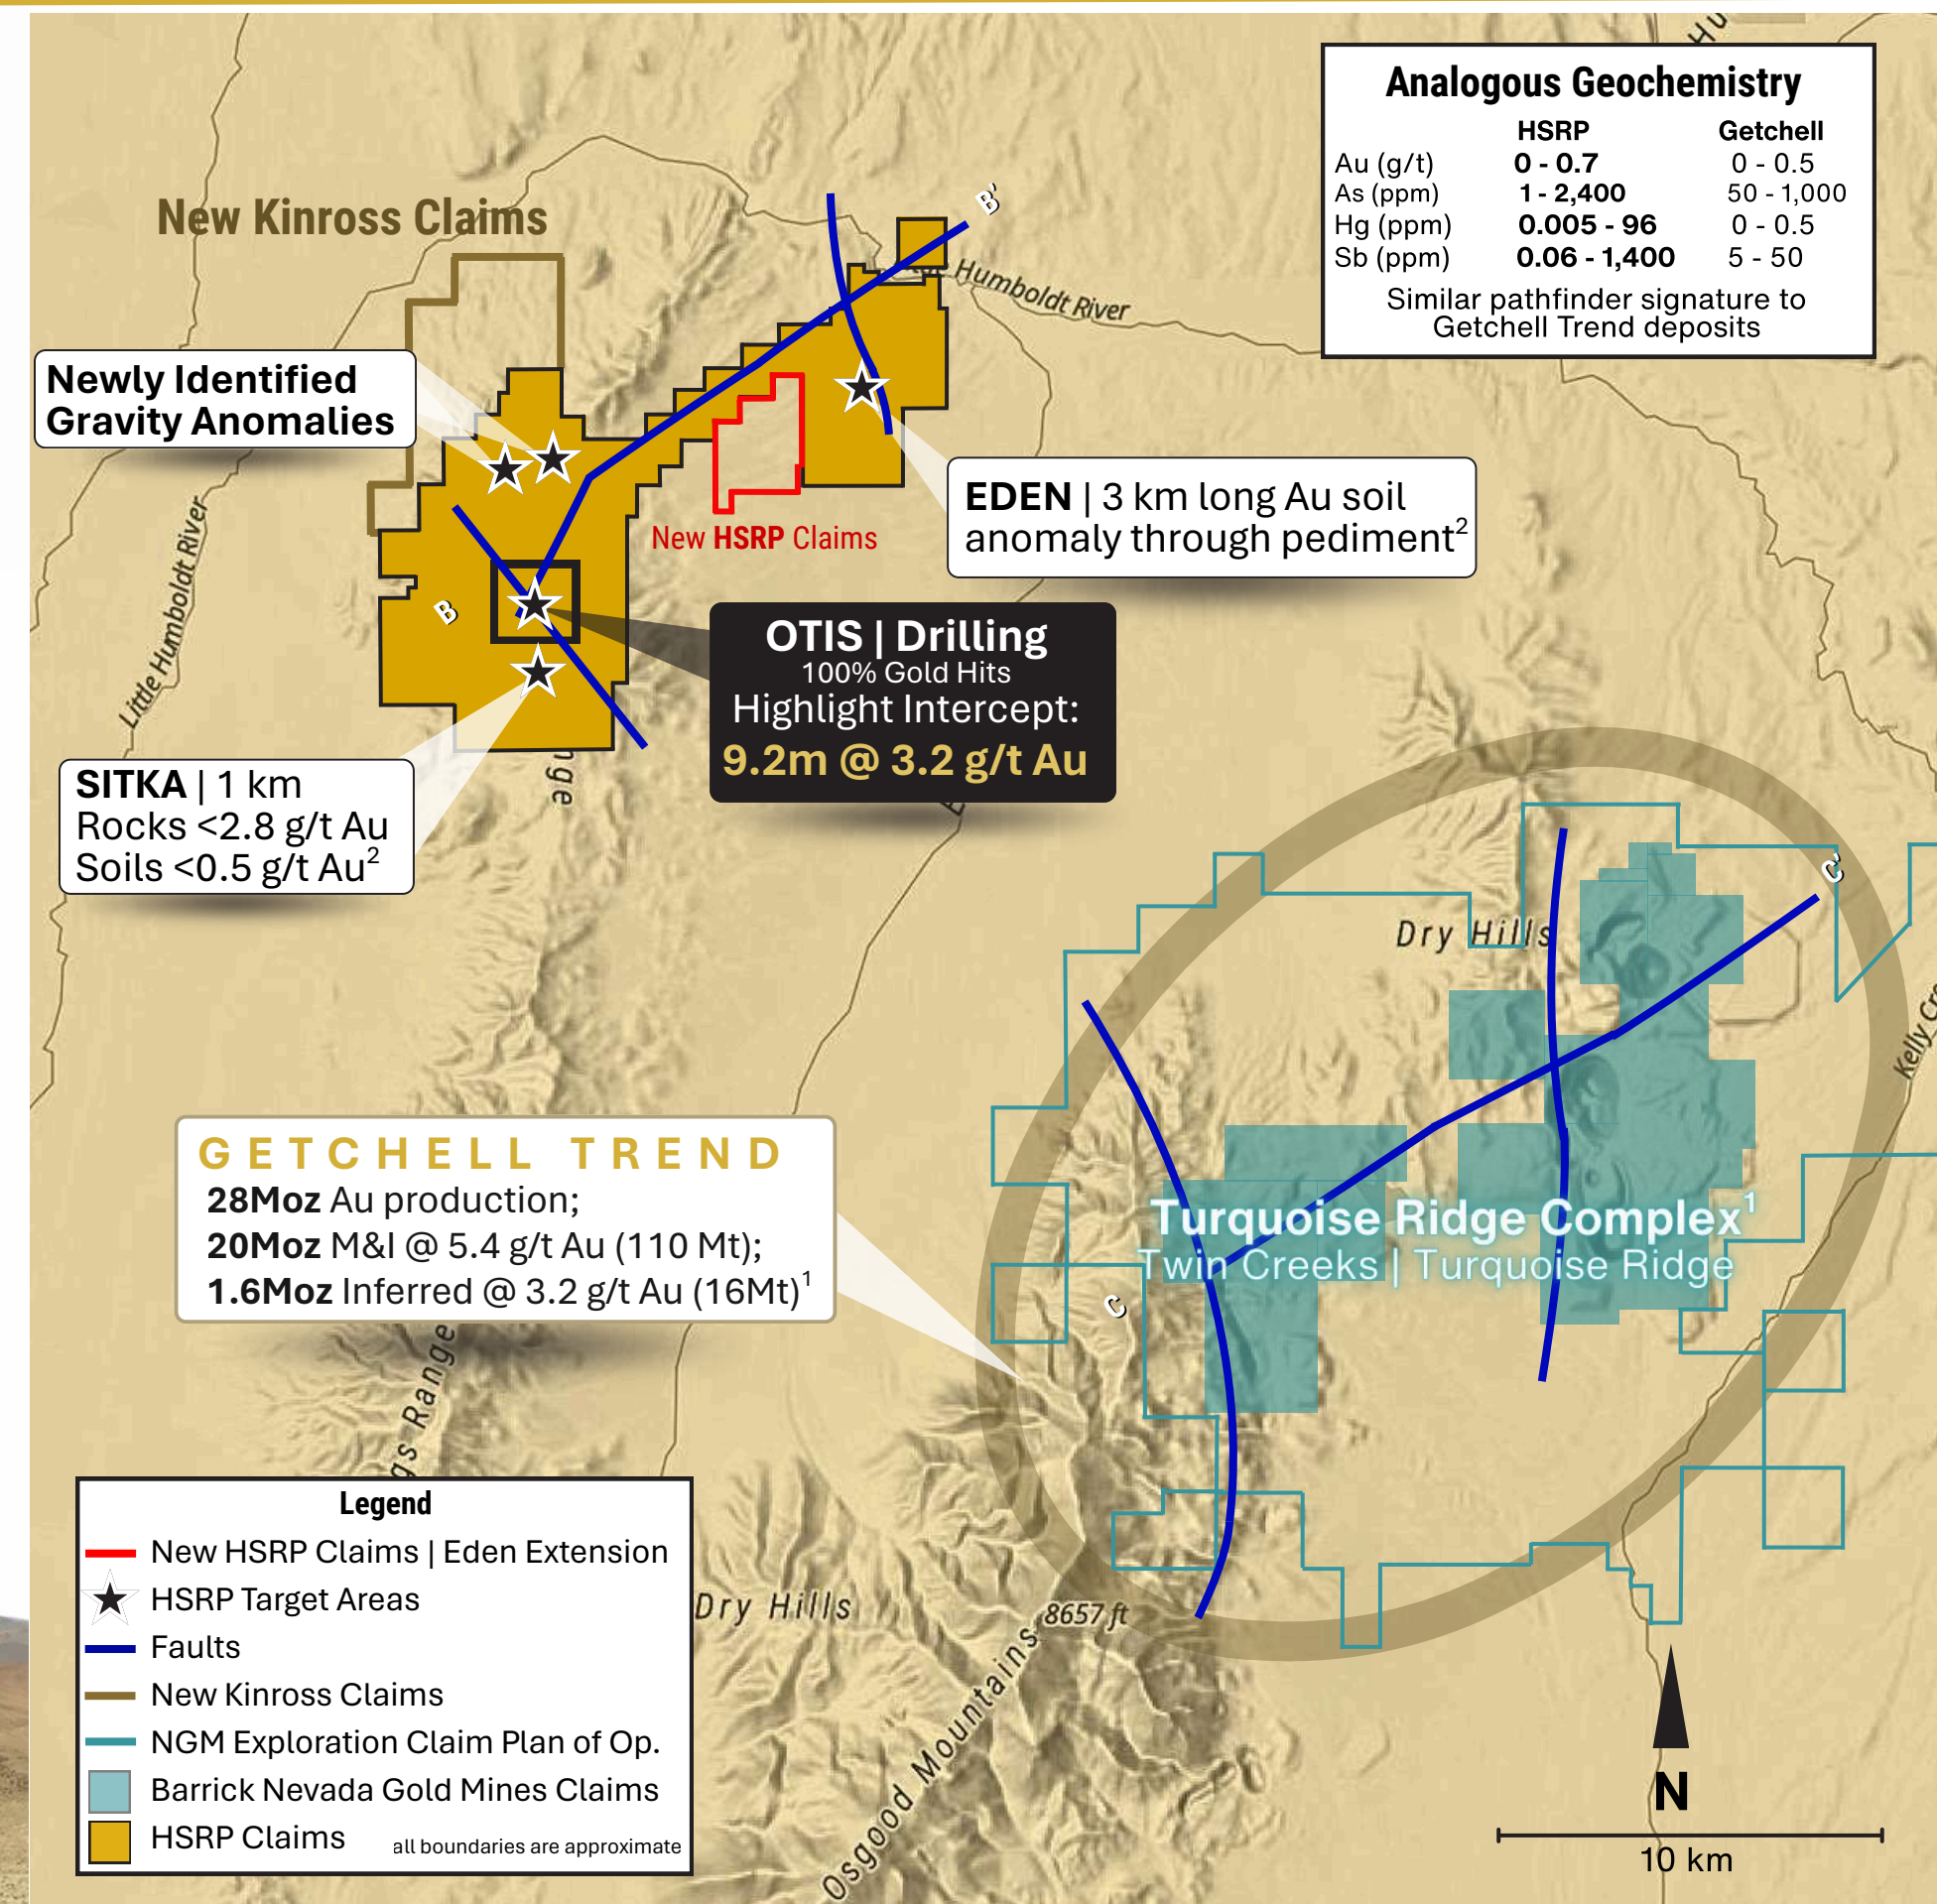 Analogous Geochemistry
HSRP Getchell
Au (g/t) 0 - 0.7 0 - 0.5
As (ppm) 1 - 2,400 50 - 1,000
Hg (ppm) 0.005 - 96 0 - 0.5
Sb (ppm) 0.06 - 1,400 5 - 50
Similar pathfinder signature to
Getchell Trend deposits
New Kinross Claims
B'
Humboldt River
Newly Identified
Gravity Anomalies
EDEN | 3 km long Au soil
anomaly through pediment²
New HSRP Claims
Little Humboldt River
B
OTIS | Drilling
100% Gold Hits
Highlight Intercept:
9.2m @ 3.2 g/t Au
SITKA | 1 km
Rocks <2.8 g/t Au
Soils <0.5 g/t Au²
C'
Dry Hills
GETCHELL TREND
28Moz Au production;
20Moz M&I @ 5.4 g/t Au (110 Mt);
1.6Moz Inferred @ 3.2 g/t Au (16Mt)¹
Turquoise Ridge Complex¹
Twin Creeks | Turquoise Ridge
C
Range
Kelly
Legend
New HSRP Claims | Eden Extension
HSRP Target Areas
Faults
New Kinross Claims
NGM Exploration Claim Plan of Op.
Barrick Nevada Gold Mines Claims
HSRP Claims all boundaries are approximate
Dry Hills
8657 ft
Osgood Mountains
N
10 km